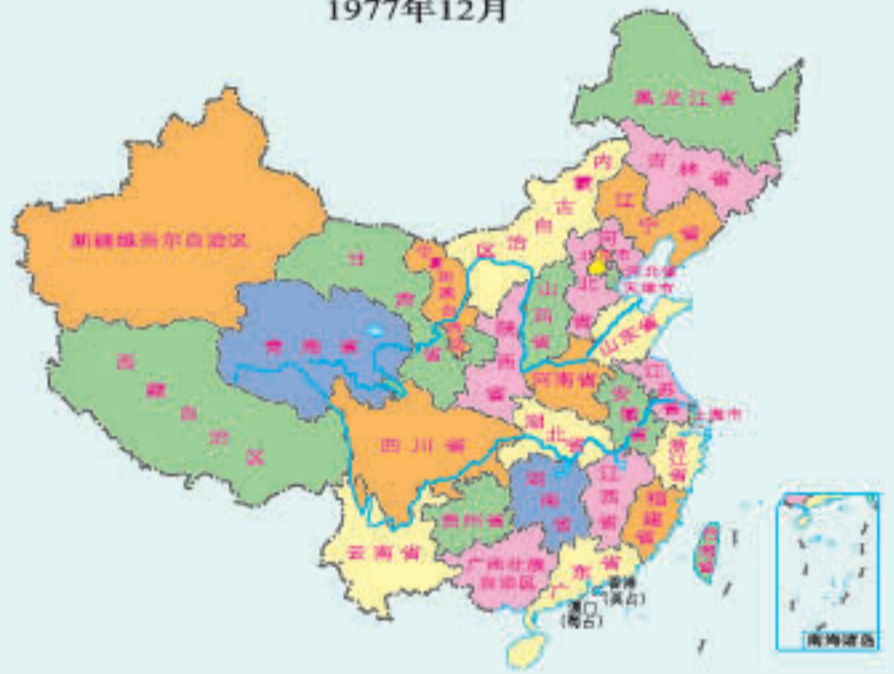 1977年12月
黑龙江省
内蒙古自治区
吉林省
辽宁省
新疆维吾尔自治区
甘肃省
宁夏回族自治区
河北省
北京市
河北省
天津市
山西省
陕西省
山东省
青海省
西藏自治区
河南省
江苏省
安徽省
上海市
四川省
湖北省
浙江省
湖南省
江西省
福建省
贵州省
云南省
广西壮族
自治区
广东省
台湾省
香港
(英占)
澳门
(葡占)
南海诸岛